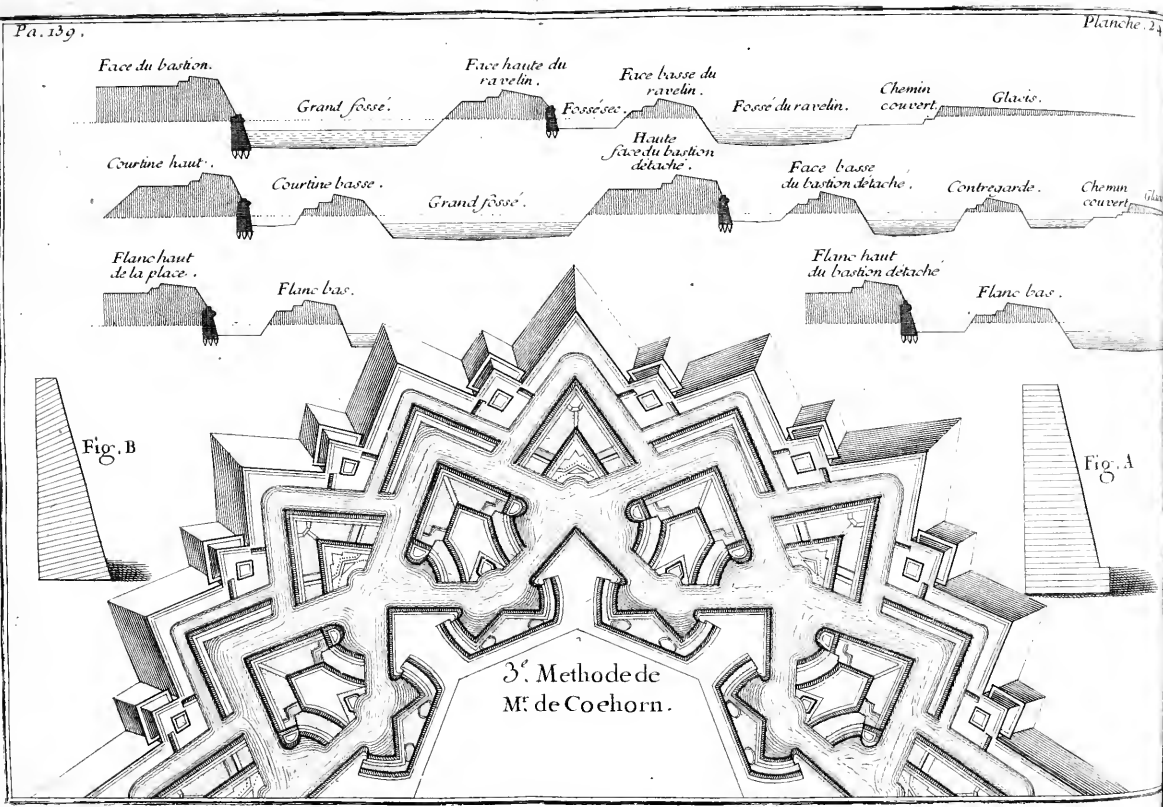 Pa. 139.
Planche. 24
Face du bastion.
Grand fossé.
Face haute du
ravelin.
Fossé sec.
Face basse du
ravelin.
Fossé du ravelin.
Chemin
couvert.
Glacis.
Courtine haut.
Courtine basse.
Grand fossé.
Haute
face du bastion
détaché.
Face basse
du bastion détaché.
Contregarde.
Chemin
couvert.
Flanc haut
de la place.
Flanc bas.
Flanc haut
du bastion détaché
Flanc bas.
Fig. B
Fig. A
3e. Methode de
Mr. de Coehorn.